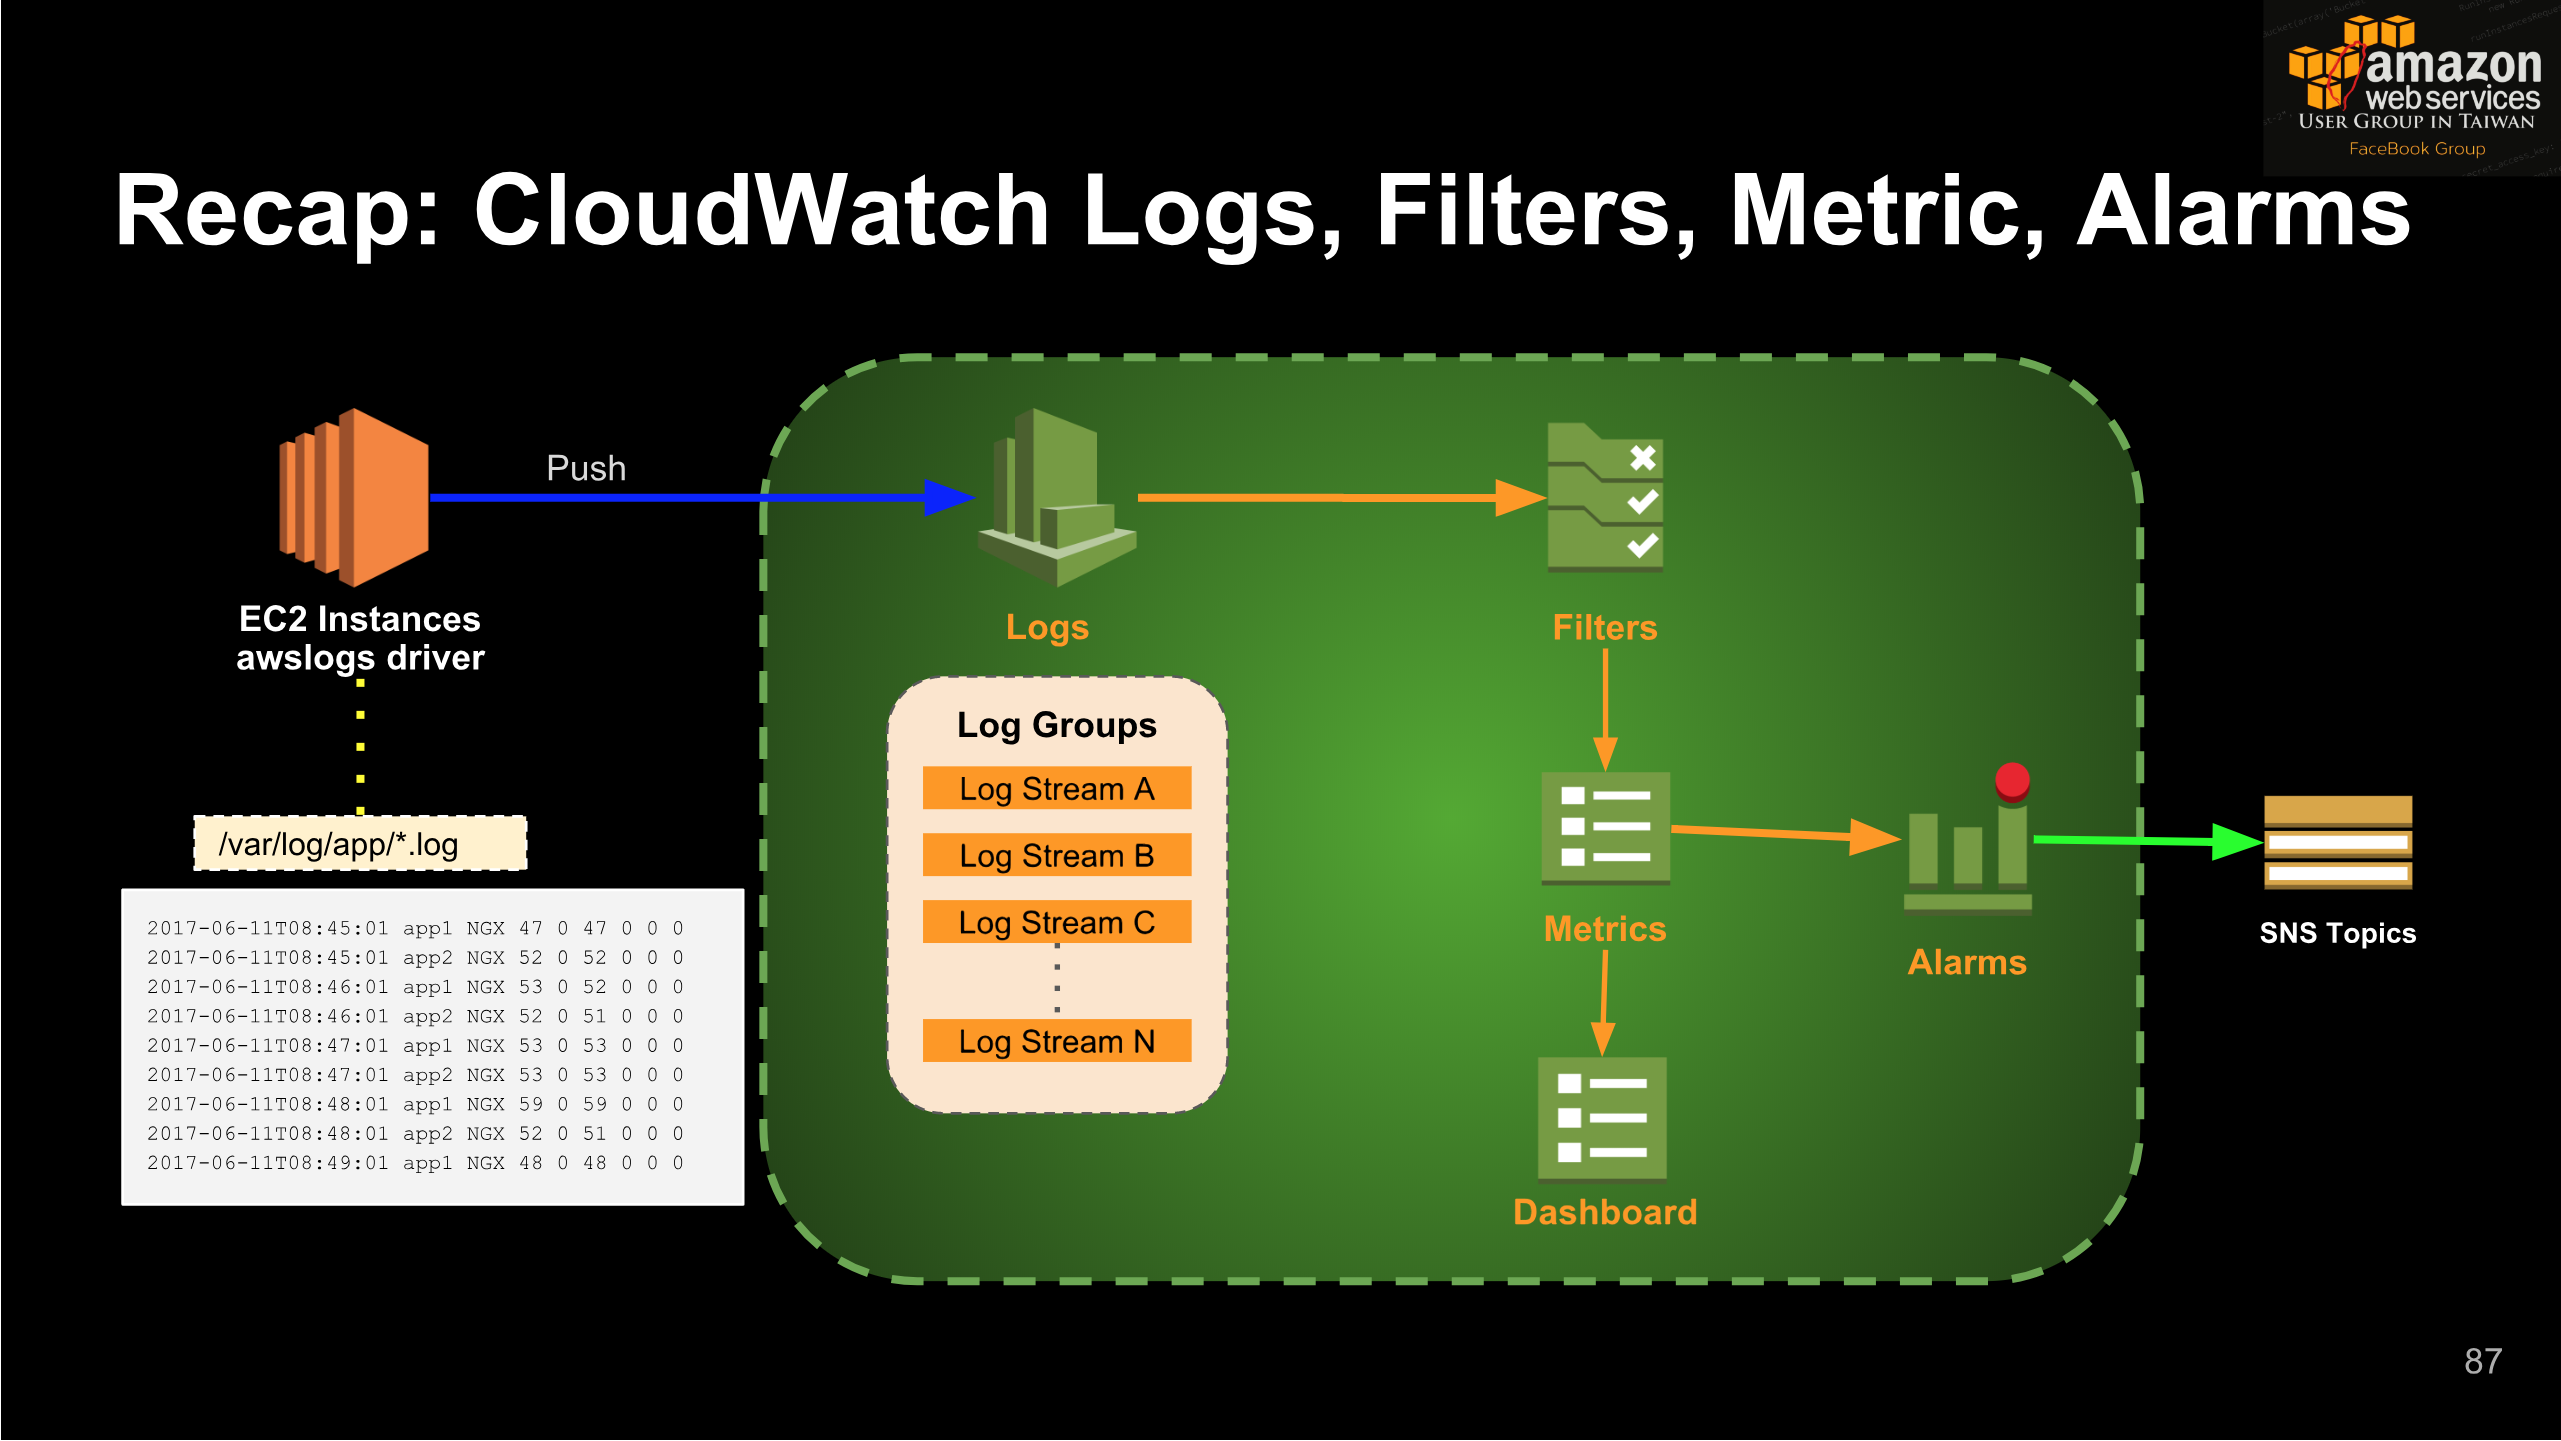 amazon
web services
USER GROUP IN TAIWAN
FaceBook Group
Recap: CloudWatch Logs, Filters, Metric, Alarms
Push
EC2 Instances
awslogs driver
Logs
Filters
/var/log/app/*.log
2017-06-11T08:45:01 app1 NGX 47 0 47 0 0 0
2017-06-11T08:45:01 app2 NGX 52 0 52 0 0 0
2017-06-11T08:46:01 app1 NGX 53 0 52 0 0 0
2017-06-11T08:46:01 app2 NGX 52 0 51 0 0 0
2017-06-11T08:47:01 app1 NGX 53 0 53 0 0 0
2017-06-11T08:47:01 app2 NGX 53 0 53 0 0 0
2017-06-11T08:48:01 app1 NGX 59 0 59 0 0 0
2017-06-11T08:48:01 app2 NGX 52 0 51 0 0 0
2017-06-11T08:49:01 app1 NGX 48 0 48 0 0 0
Log Groups
Log Stream A
Log Stream B
Log Stream C
Log Stream N
Metrics
Alarms
SNS Topics
Dashboard
87